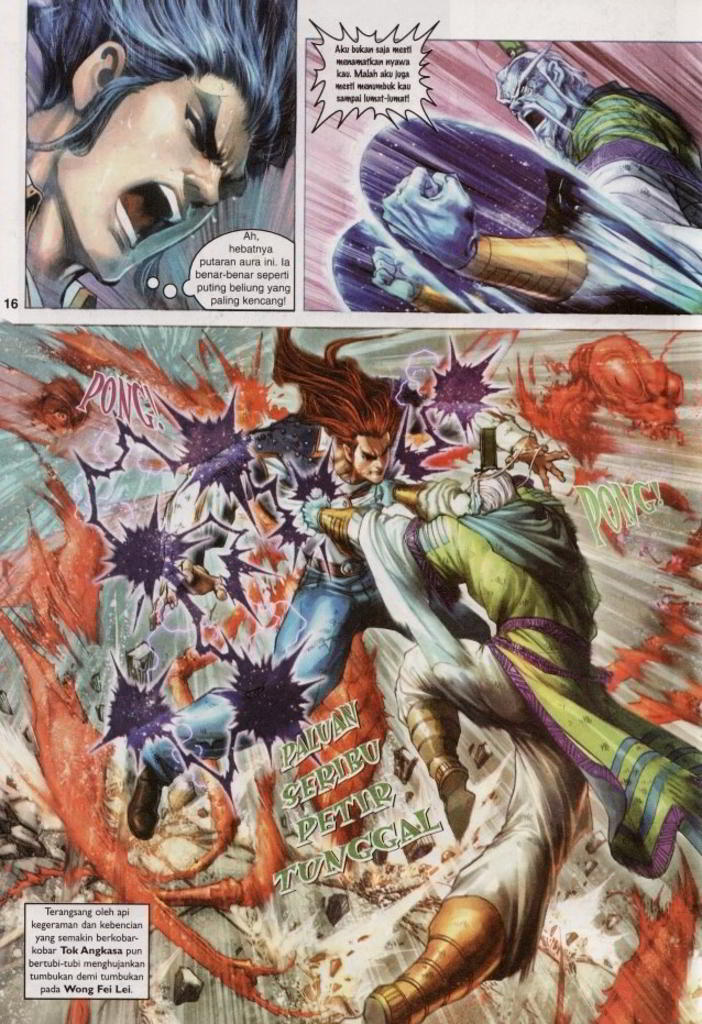 Aku bukan saja mesti
menamatkan nyawa
kau. Malah aku juga
mesti menumbuk kau
sampai lumat-lumat!
Ah,
hebatnya
putaran aura ini. Ia
benar-benar seperti
puting beliung yang
paling kencang!
16
PONG!
PONG!
PALUAN
SERIBU
PETIR
TUNGGAL
Terangsang oleh api
kegeraman dan kebencian
yang semakin berkobar-
kobar Tok Angkasa pun
bertubi-tubi menghujankan
tumbukan demi tumbukan
pada Wong Fei Lei.